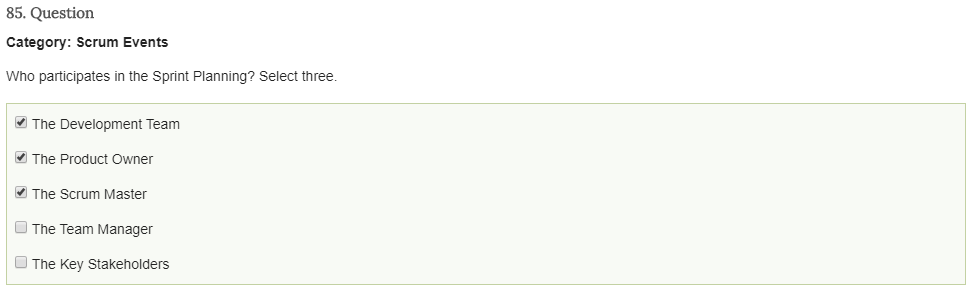 85. Question
Category: Scrum Events
Who participates in the Sprint Planning? Select three.
The Development Team
The Product Owner
The Scrum Master
The Team Manager
The Key Stakeholders